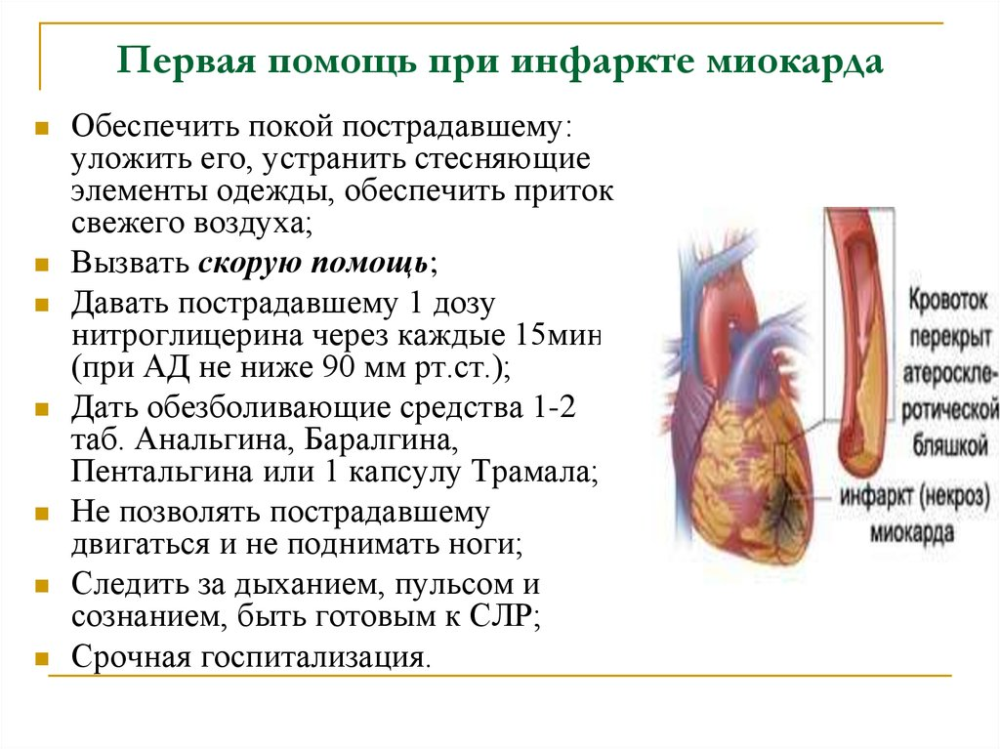 Первая помощь при инфаркте миокарда
Обеспечить покой пострадавшему:
уложить его, устранить стесняющие
элементы одежды, обеспечить приток
свежего воздуха;
Вызвать скорую помощь;
Давать пострадавшему 1 дозу
нитроглицерина через каждые 15мин
(при АД не ниже 90 мм рт.ст.);
Дать обезболивающие средства 1-2
таб. Анальгина, Баралгина,
Пентальгина или 1 капсулу Трамала;
Не позволять пострадавшему
двигаться и не поднимать ноги;
Следить за дыханием, пульсом и
сознанием, быть готовым к СЛР;
Срочная госпитализация.
Кровоток
перекрыт
атероскле-
ротической
бляшкой
инфаркт (некроз)
миокарда